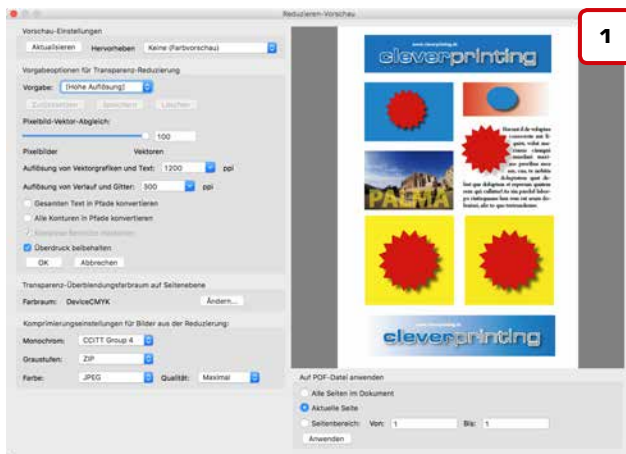 Reduzieren-Vorschau
1
Vorschau-Einstellungen
Aktualisieren Hervorheben Keine (Farbvorschau)
Vorgabeoptionen für Transparenz-Reduzierung
Vorgabe: [Hohe Auflösung]
Zurücksetzen Speichern Löschen
Pixelbild-Vektor-Abgleich:
100
Pixelbilder Vektoren
Auflösung von Vektorgrafiken und Text: 1200 ppi
Auflösung von Verlauf und Gitter: 300 ppi
Gesamten Text in Pfade konvertieren
Alle Konturen in Pfade konvertieren
Überdruck beibehalten
OK Abbrechen
Transparenz-Überblendungsfarbraum auf Seitenebene
Farbraum: DeviceCMYK Ändern...
Komprimierungseinstellungen für Bilder aus der Reduzierung:
Monochrom: CCITT Group 4
Graustufen: ZIP
Farbe: JPEG Qualität: Maximal
www.cleverprinting.de
cleverprinting
PALMA
cleverprinting
Auf PDF-Datei anwenden
Alle Seiten im Dokument
Aktuelle Seite
Seitenbereich: Von: 1 Bis: 1
Anwenden